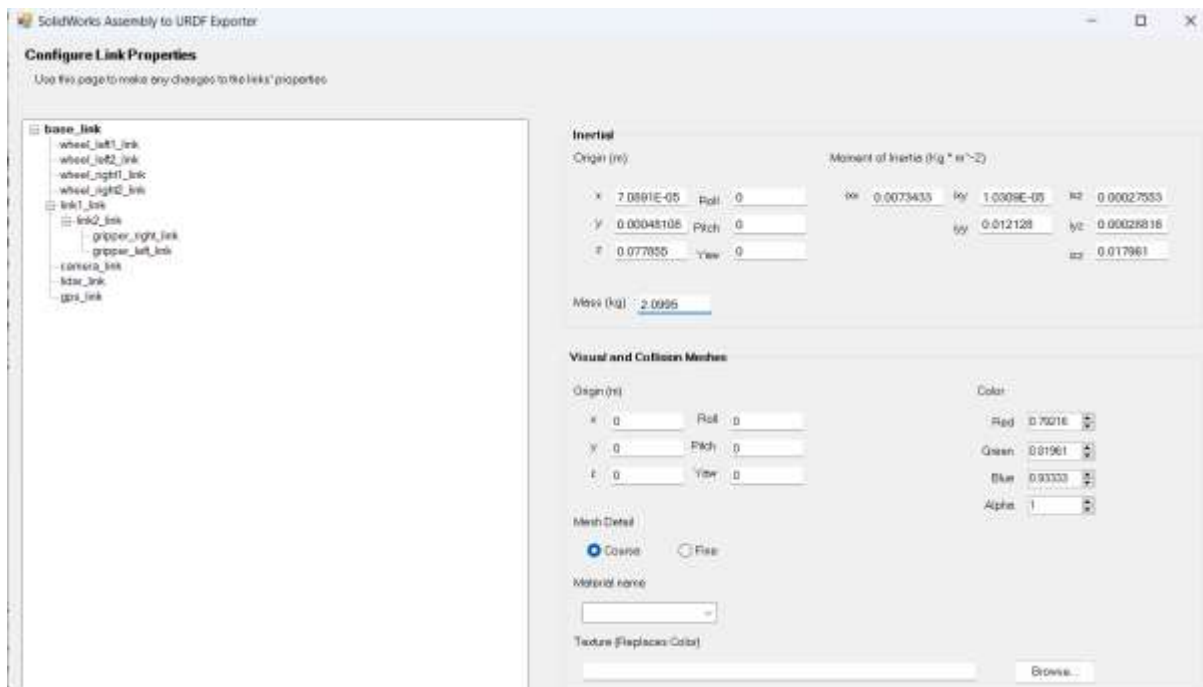 SolidWorks Assembly to URDF Exporter
Configure Link Properties
Use this page to make any changes to the links' properties
base_link
wheel_left1_link
wheel_left2_link
wheel_right1_link
wheel_right2_link
link1_link
link2_link
gripper_right_link
gripper_left_link
camera_link
lidar_link
gps_link
Inertial
Origin (m)
Moment of Inertia (Kg * m^2)
x 7.0891E-05 Roll 0
ixx 0.0073433 ixy 1.0309E-05 ixz 0.00027553
y 0.00048108 Pitch 0
iyy 0.012128 iyz 0.00028816
z 0.077855 Yaw 0
izz 0.017961
Mass (kg) 2.0995
Visual and Collision Meshes
Origin (m)
Color
x 0 Roll 0
Red 0.79216
y 0 Pitch 0
Green 0.81961
z 0 Yaw 0
Blue 0.93333
Alpha 1
Mesh Detail
Course Fine
Material name
Texture (Replaces Color)
Browse...